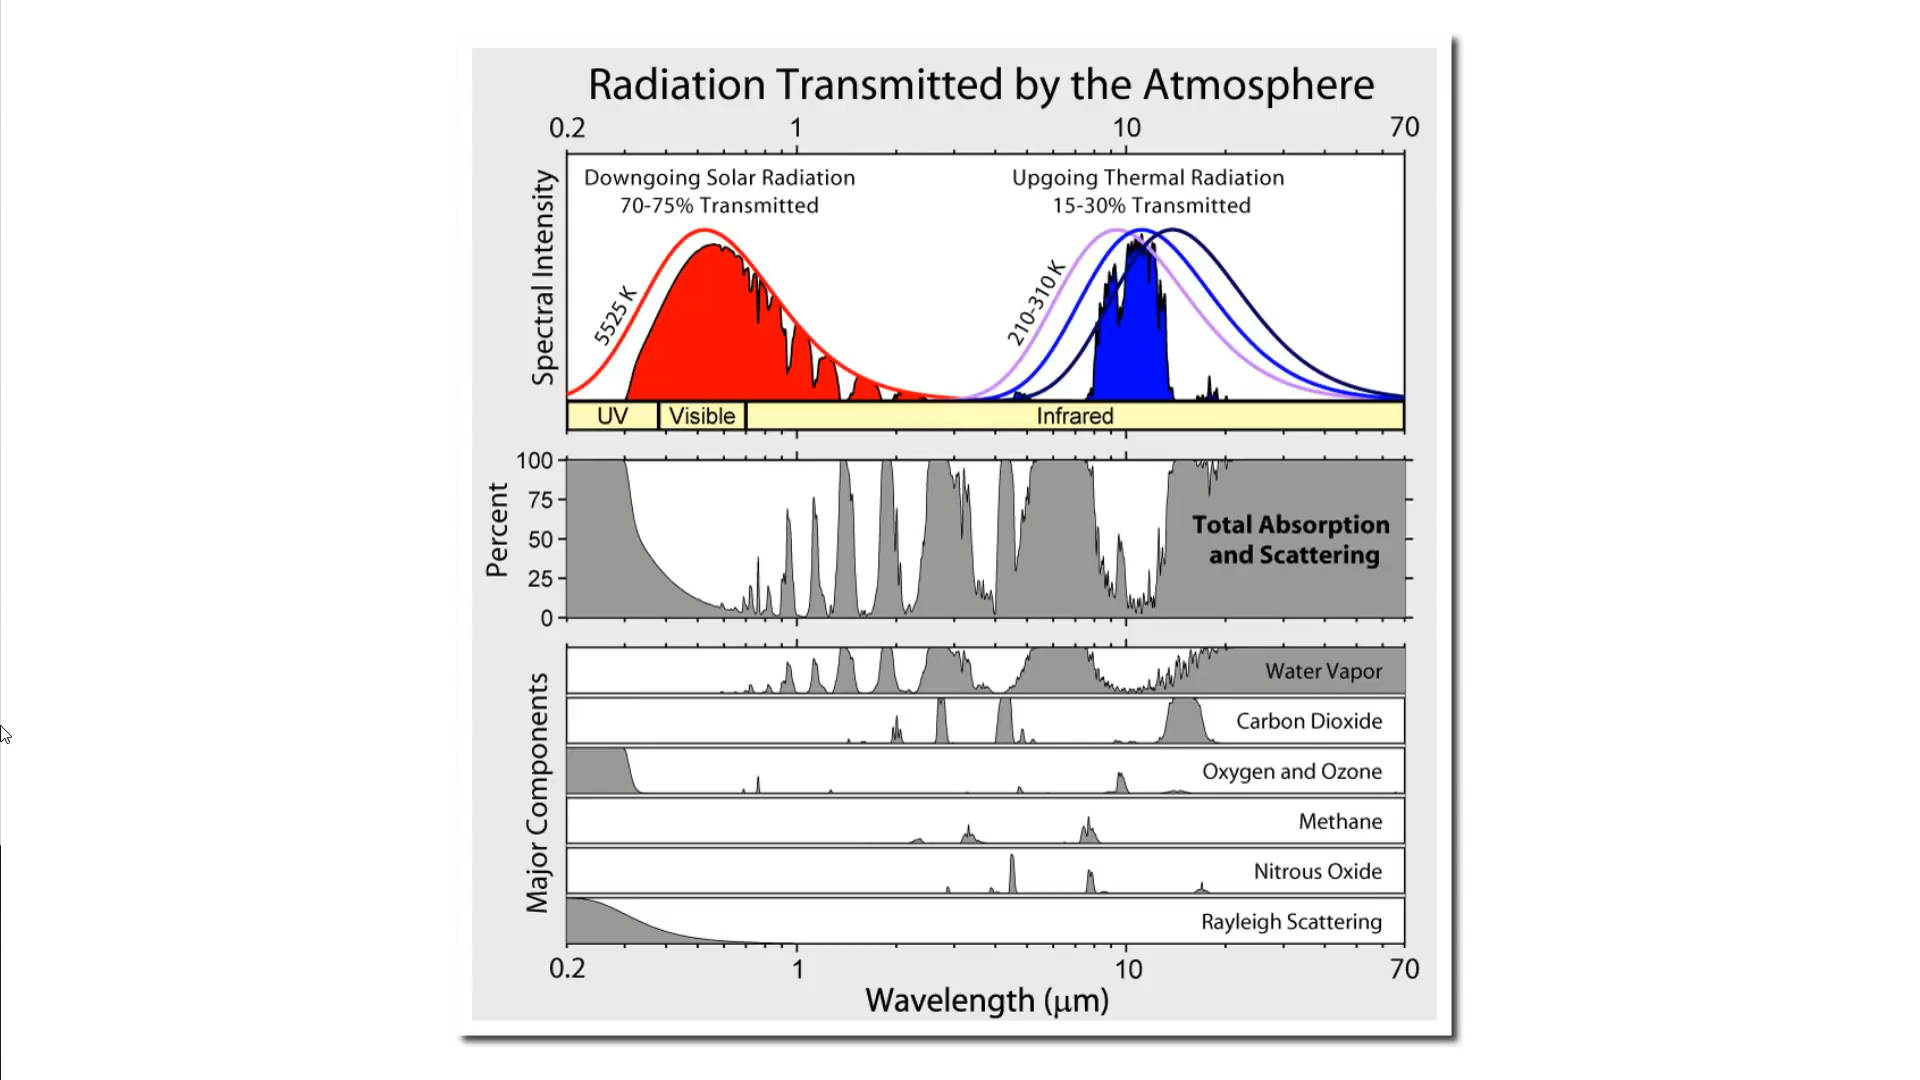 Radiation Transmitted by the Atmosphere
0.2 1 10 70
Downgoing Solar Radiation
70-75% Transmitted
Upgoing Thermal Radiation
15-30% Transmitted
Spectral Intensity
5525 K
210-310 K
UV Visible Infrared
Percent
100
75
50
25
0
Total Absorption
and Scattering
Major Components
Water Vapor
Carbon Dioxide
Oxygen and Ozone
Methane
Nitrous Oxide
Rayleigh Scattering
0.2 1 10 70
Wavelength (μm)